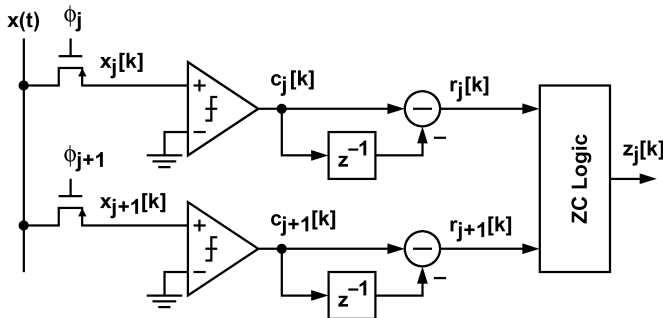 x(t)
ϕj
xj[k]
cj[k]
rj[k]
+
−
z−1
−
−
ZC Logic
zj[k]
ϕj+1
xj+1[k]
cj+1[k]
rj+1[k]
+
−
z−1
−
−